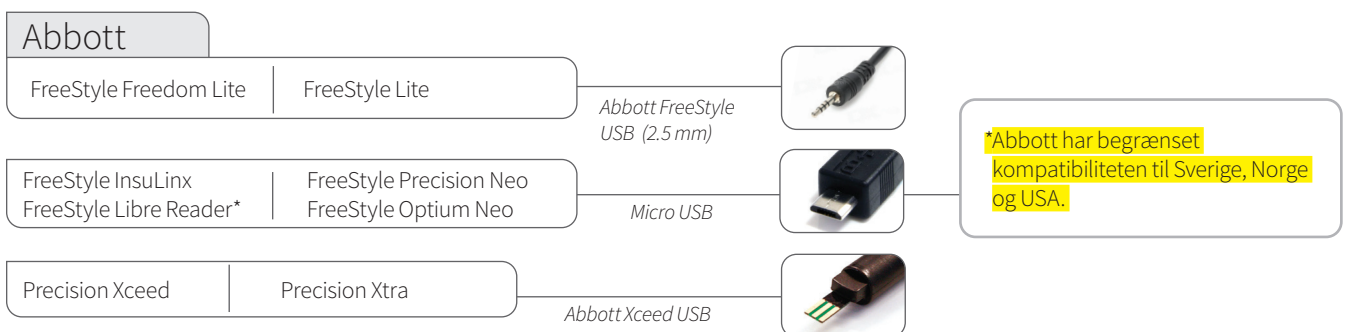 Abbott
FreeStyle Freedom Lite
FreeStyle Lite
Abbott FreeStyle
USB (2.5 mm)
FreeStyle InsuLinx
FreeStyle Libre Reader*
FreeStyle Precision Neo
FreeStyle Optium Neo
Micro USB
*Abbott har begrænset
kompatibiliteten til Sverige, Norge
og USA.
Precision Xceed
Precision Xtra
Abbott Xceed USB